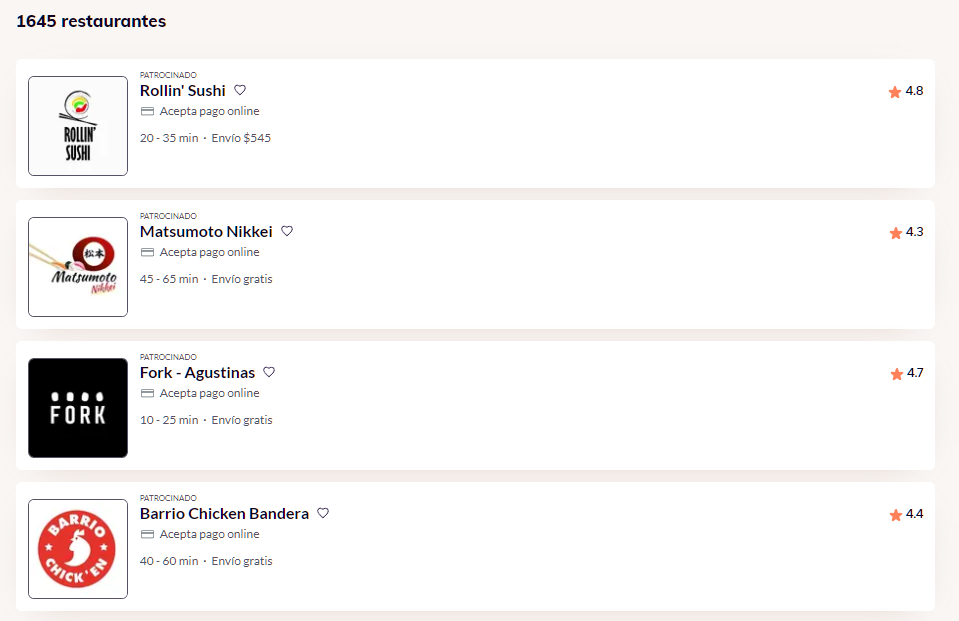 1645 restaurantes
PATROCINADO
Rollin' Sushi
4.8
Acepta pago online
20 - 35 min · Envío $545
ROLLIN'
SUSHI
PATROCINADO
Matsumoto Nikkei
4.3
Acepta pago online
45 - 65 min · Envío gratis
松本
Matsumoto
Nikkei
PATROCINADO
Fork - Agustinas
4.7
Acepta pago online
10 - 25 min · Envío gratis
FORK
PATROCINADO
Barrio Chicken Bandera
4.4
Acepta pago online
40 - 60 min · Envío gratis
BARRIO
CHICK'EN